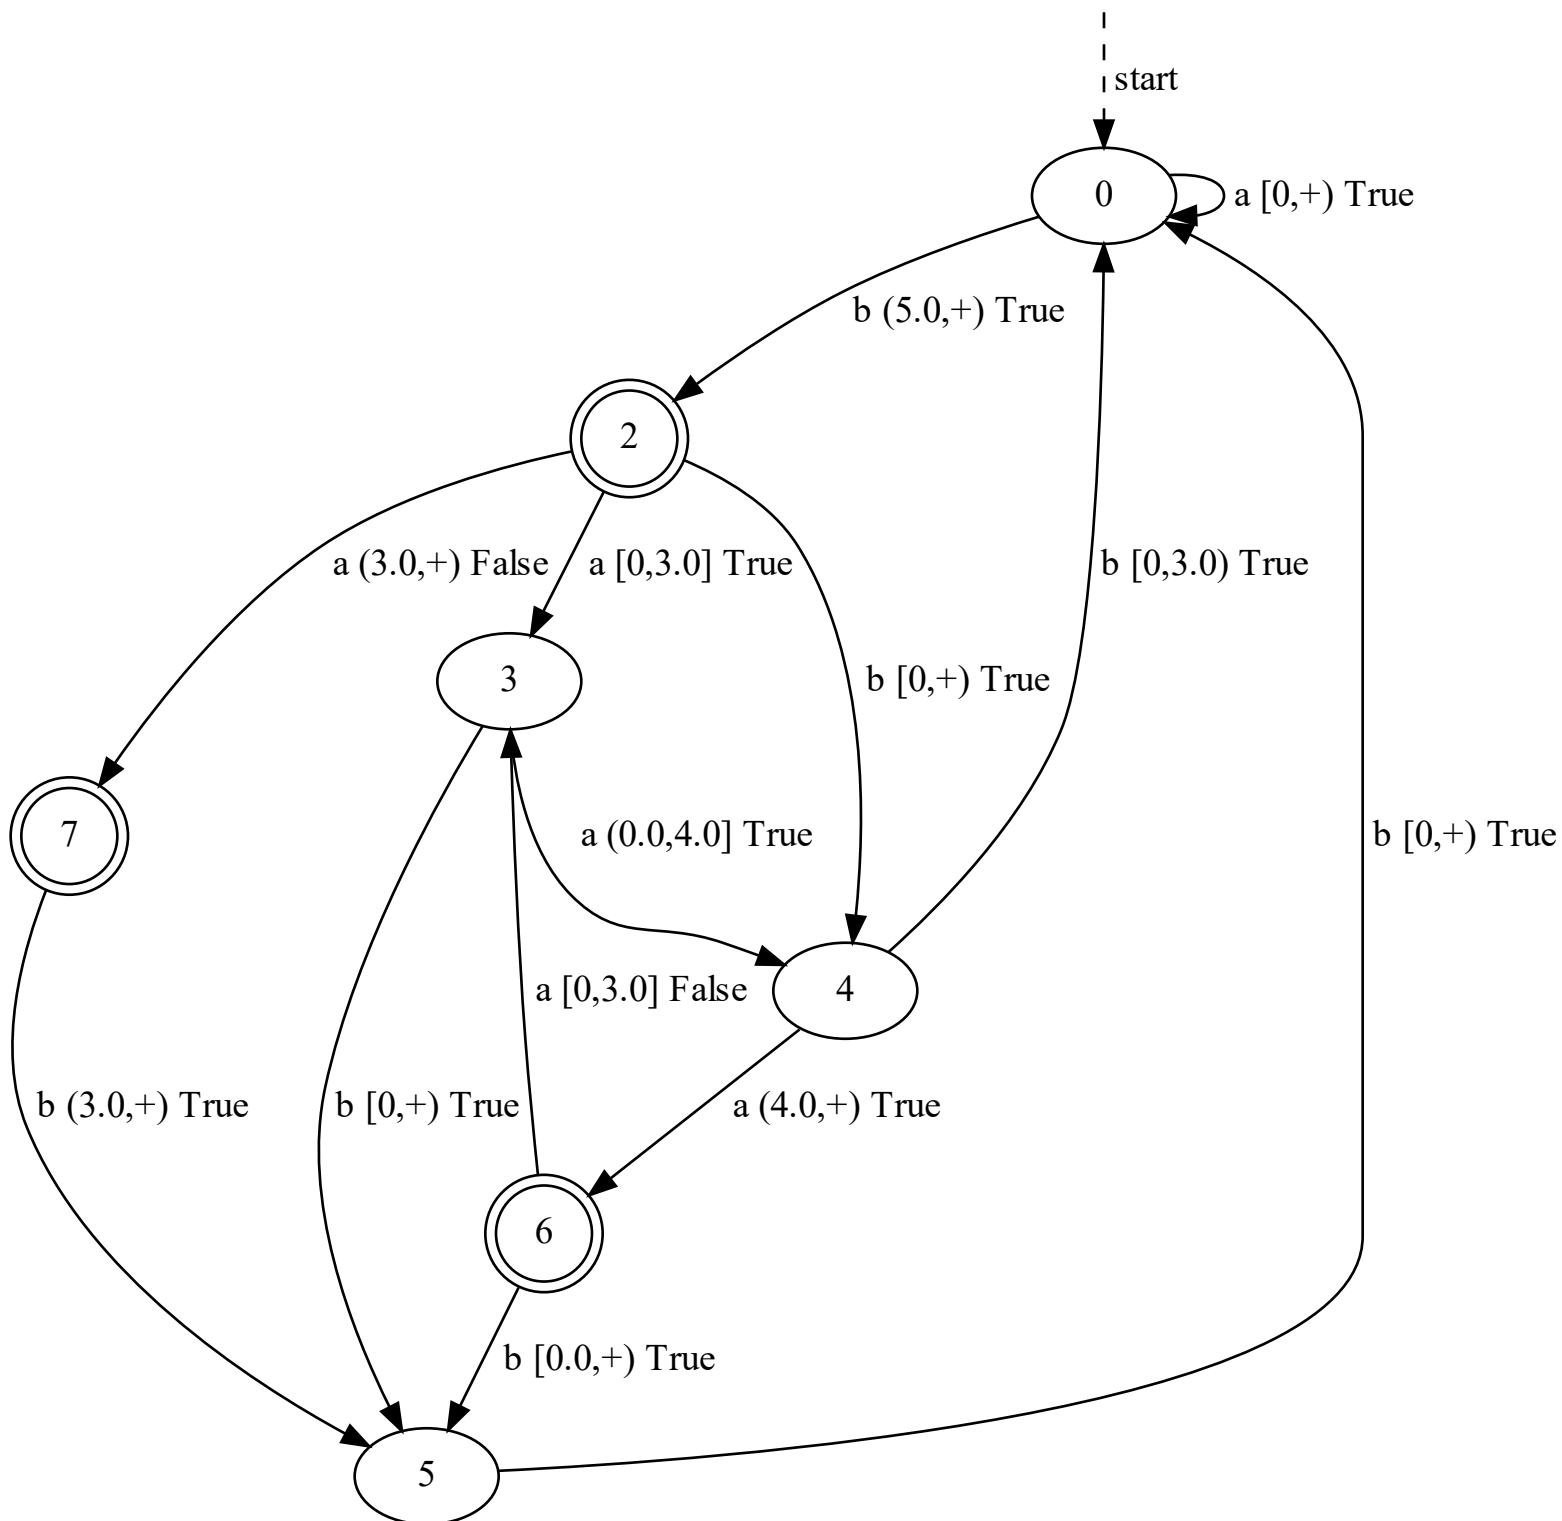 start
0
a [0,+) True
b (5.0,+) True
2
a (3.0,+) False
a [0,3.0] True
b [0,3.0) True
3
b [0,+) True
7
a (0.0,4.0] True
b [0,+) True
a [0,3.0] False
4
b (3.0,+) True
b [0,+) True
a (4.0,+) True
6
b [0.0,+) True
5